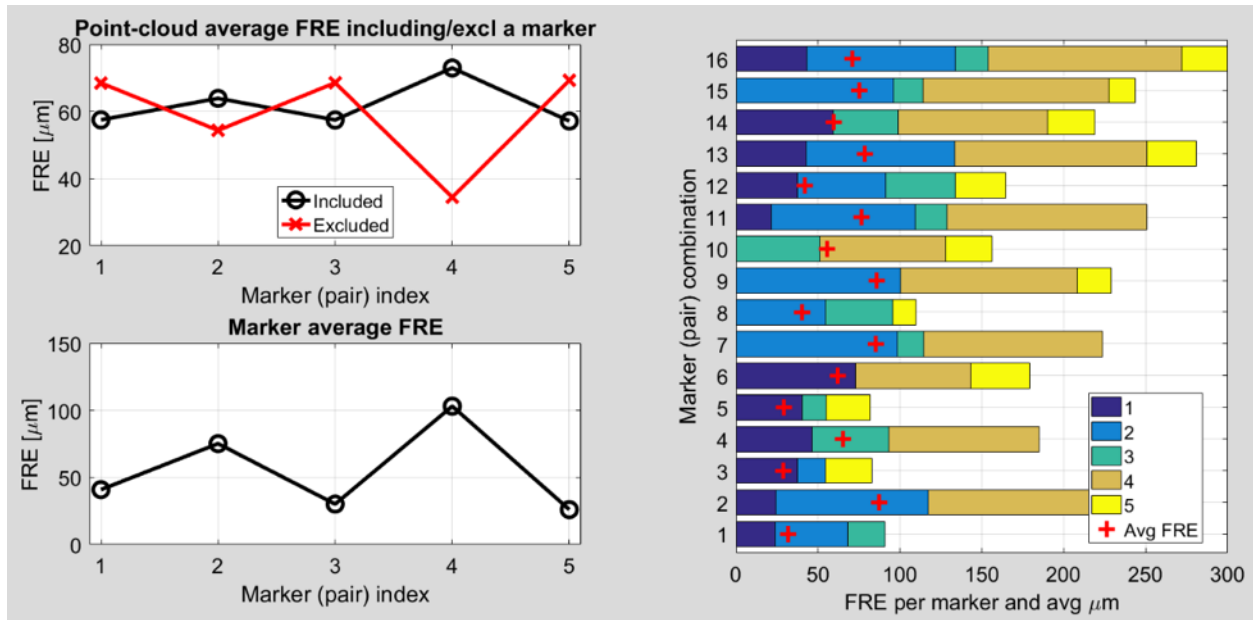 Point-cloud average FRE including/excl a marker
80
60
40
20
FRE [μm]
Included
Excluded
1 2 3 4 5
Marker (pair) index
Marker average FRE
150
100
50
0
FRE [μm]
1 2 3 4 5
Marker (pair) index
Marker (pair) combination
16
15
14
13
12
11
10
9
8
7
6
5
4
3
2
1
1
2
3
4
5
Avg FRE
0 50 100 150 200 250 300
FRE per marker and avg μm